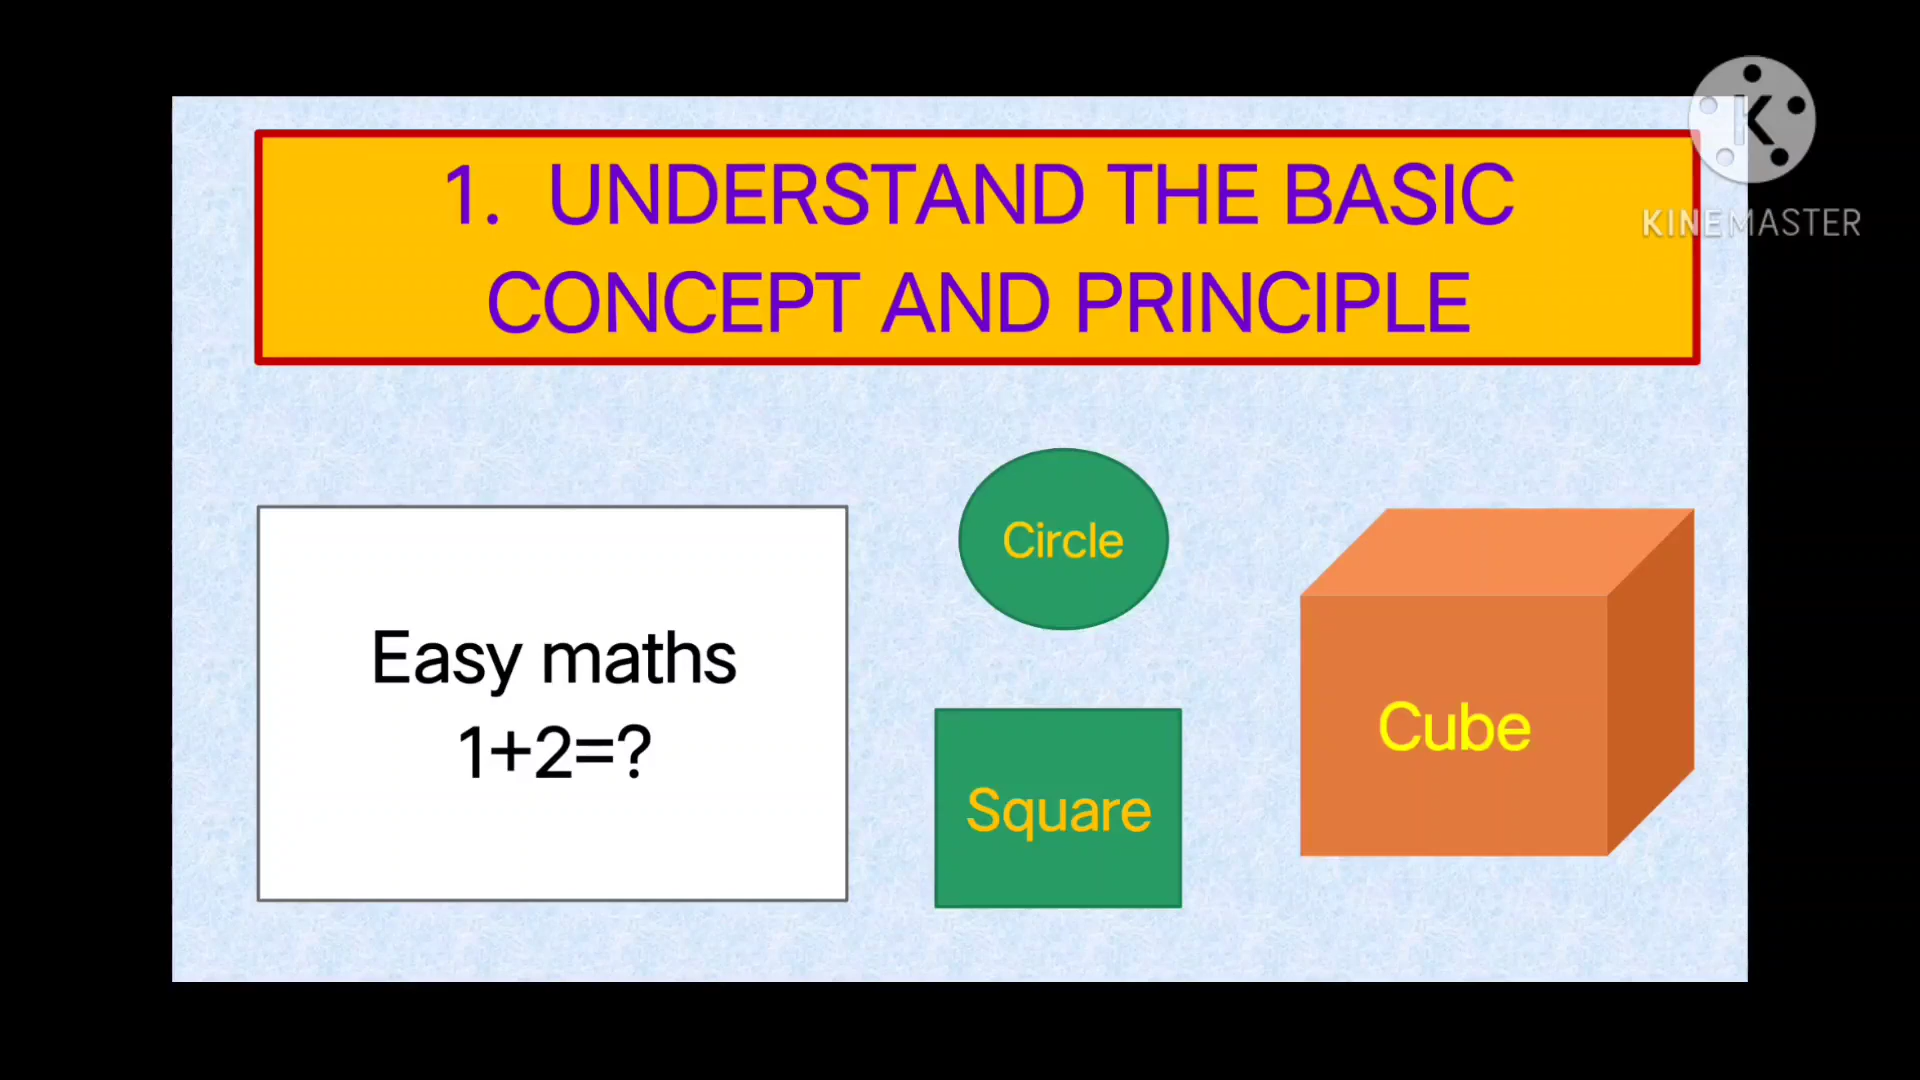 1. UNDERSTAND THE BASIC
CONCEPT AND PRINCIPLE
K
KINEMASTER
Easy maths
1+2=?
Circle
Square
Cube